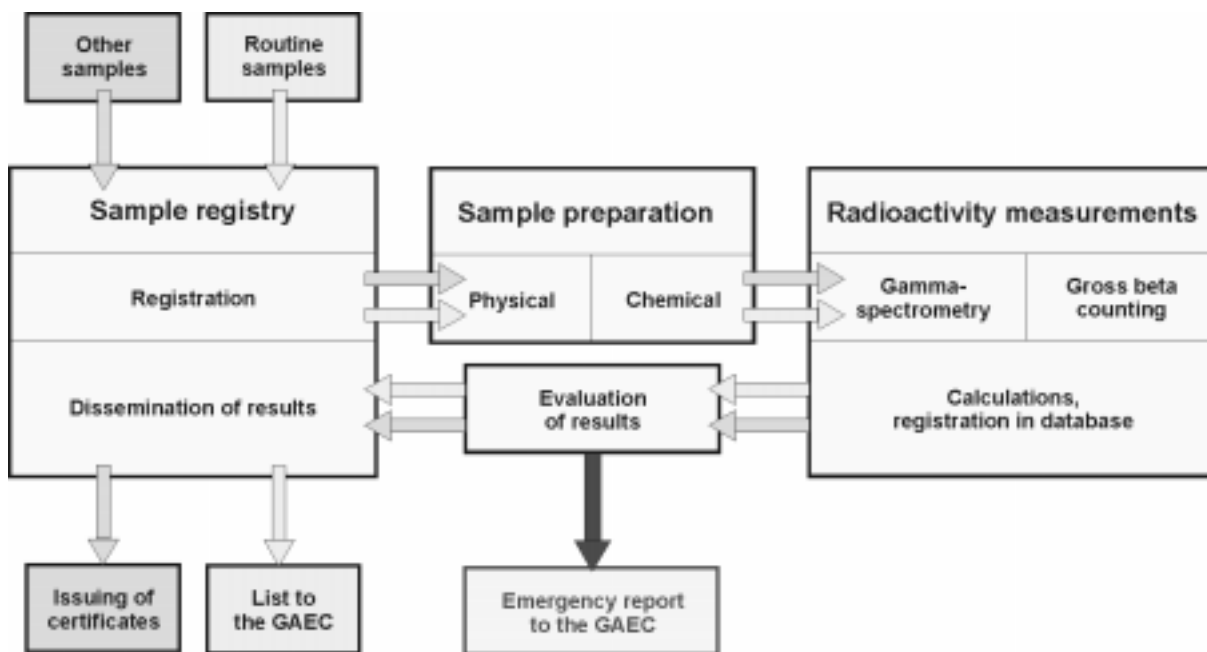 Other
samples
Routine
samples
Sample registry
Registration
Dissemination of results
Sample preparation
Physical
Chemical
Radioactivity measurements
Gamma-
spectrometry
Gross beta
counting
Calculations,
registration in database
Evaluation
of results
Issuing of
certificates
List to
the GAEC
Emergency report
to the GAEC